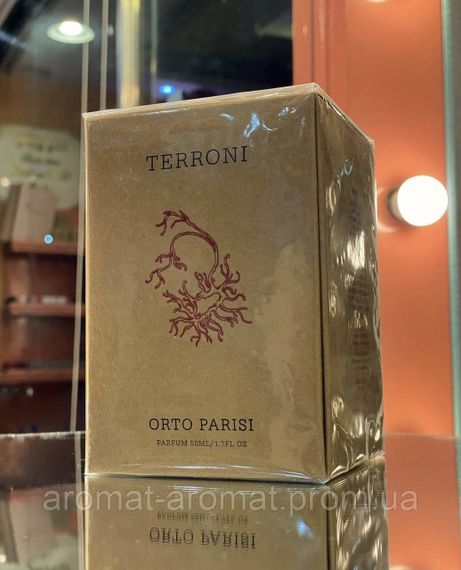 TERRONI
ORTO PARISI
PARFUM 50ML/1.7FL OZ
aromat-aromat.prom.ua